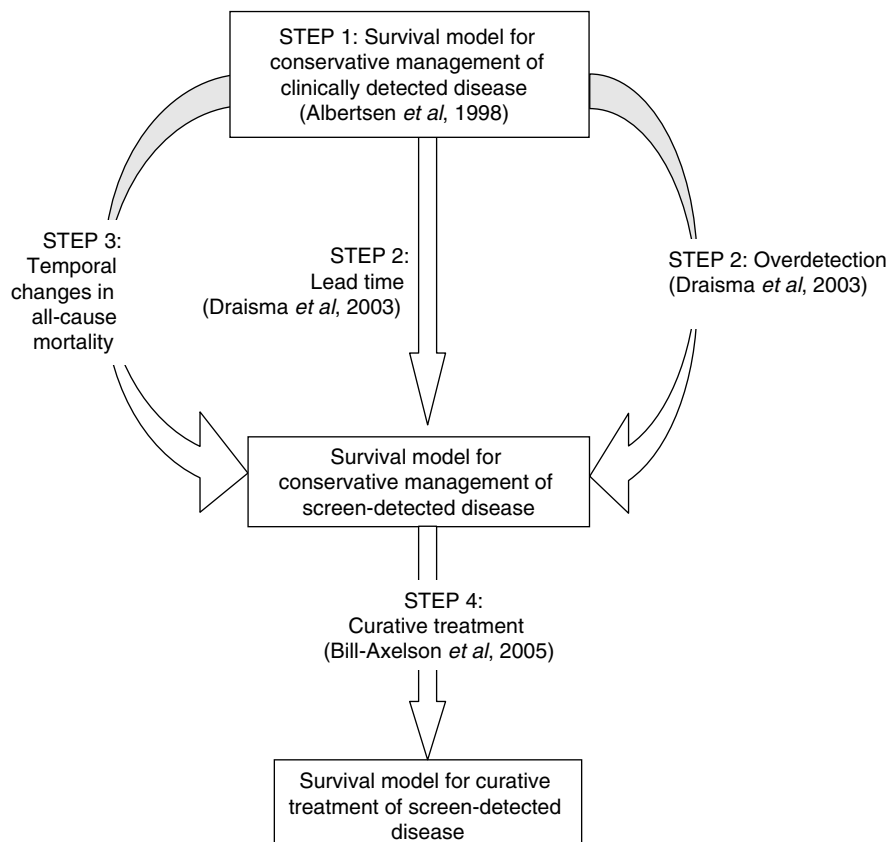 STEP 1: Survival model for
conservative management of
clinically detected disease
(Albertsen et al, 1998)
STEP 3:
Temporal
changes in
all-cause
mortality
STEP 2:
Lead time
(Draisma et al, 2003)
STEP 2: Overdetection
(Draisma et al, 2003)
Survival model for
conservative management of
screen-detected disease
STEP 4:
Curative treatment
(Bill-Axelson et al, 2005)
Survival model for curative
treatment of screen-detected
disease